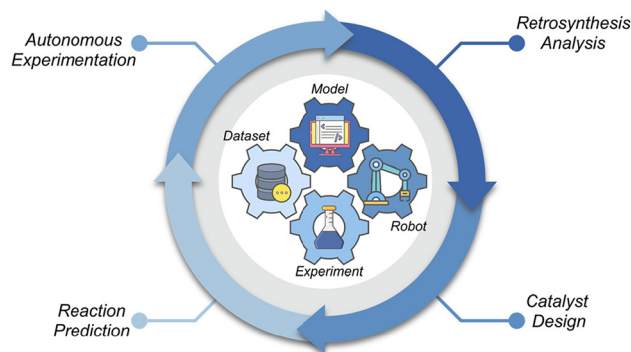 Autonomous
Experimentation
Retrosynthesis
Analysis
Model
Dataset
Robot
Experiment
Reaction
Prediction
Catalyst
Design